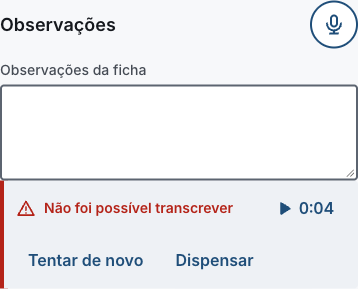 Observações
Observações da ficha
Não foi possível transcrever
0:04
Tentar de novo
Dispensar